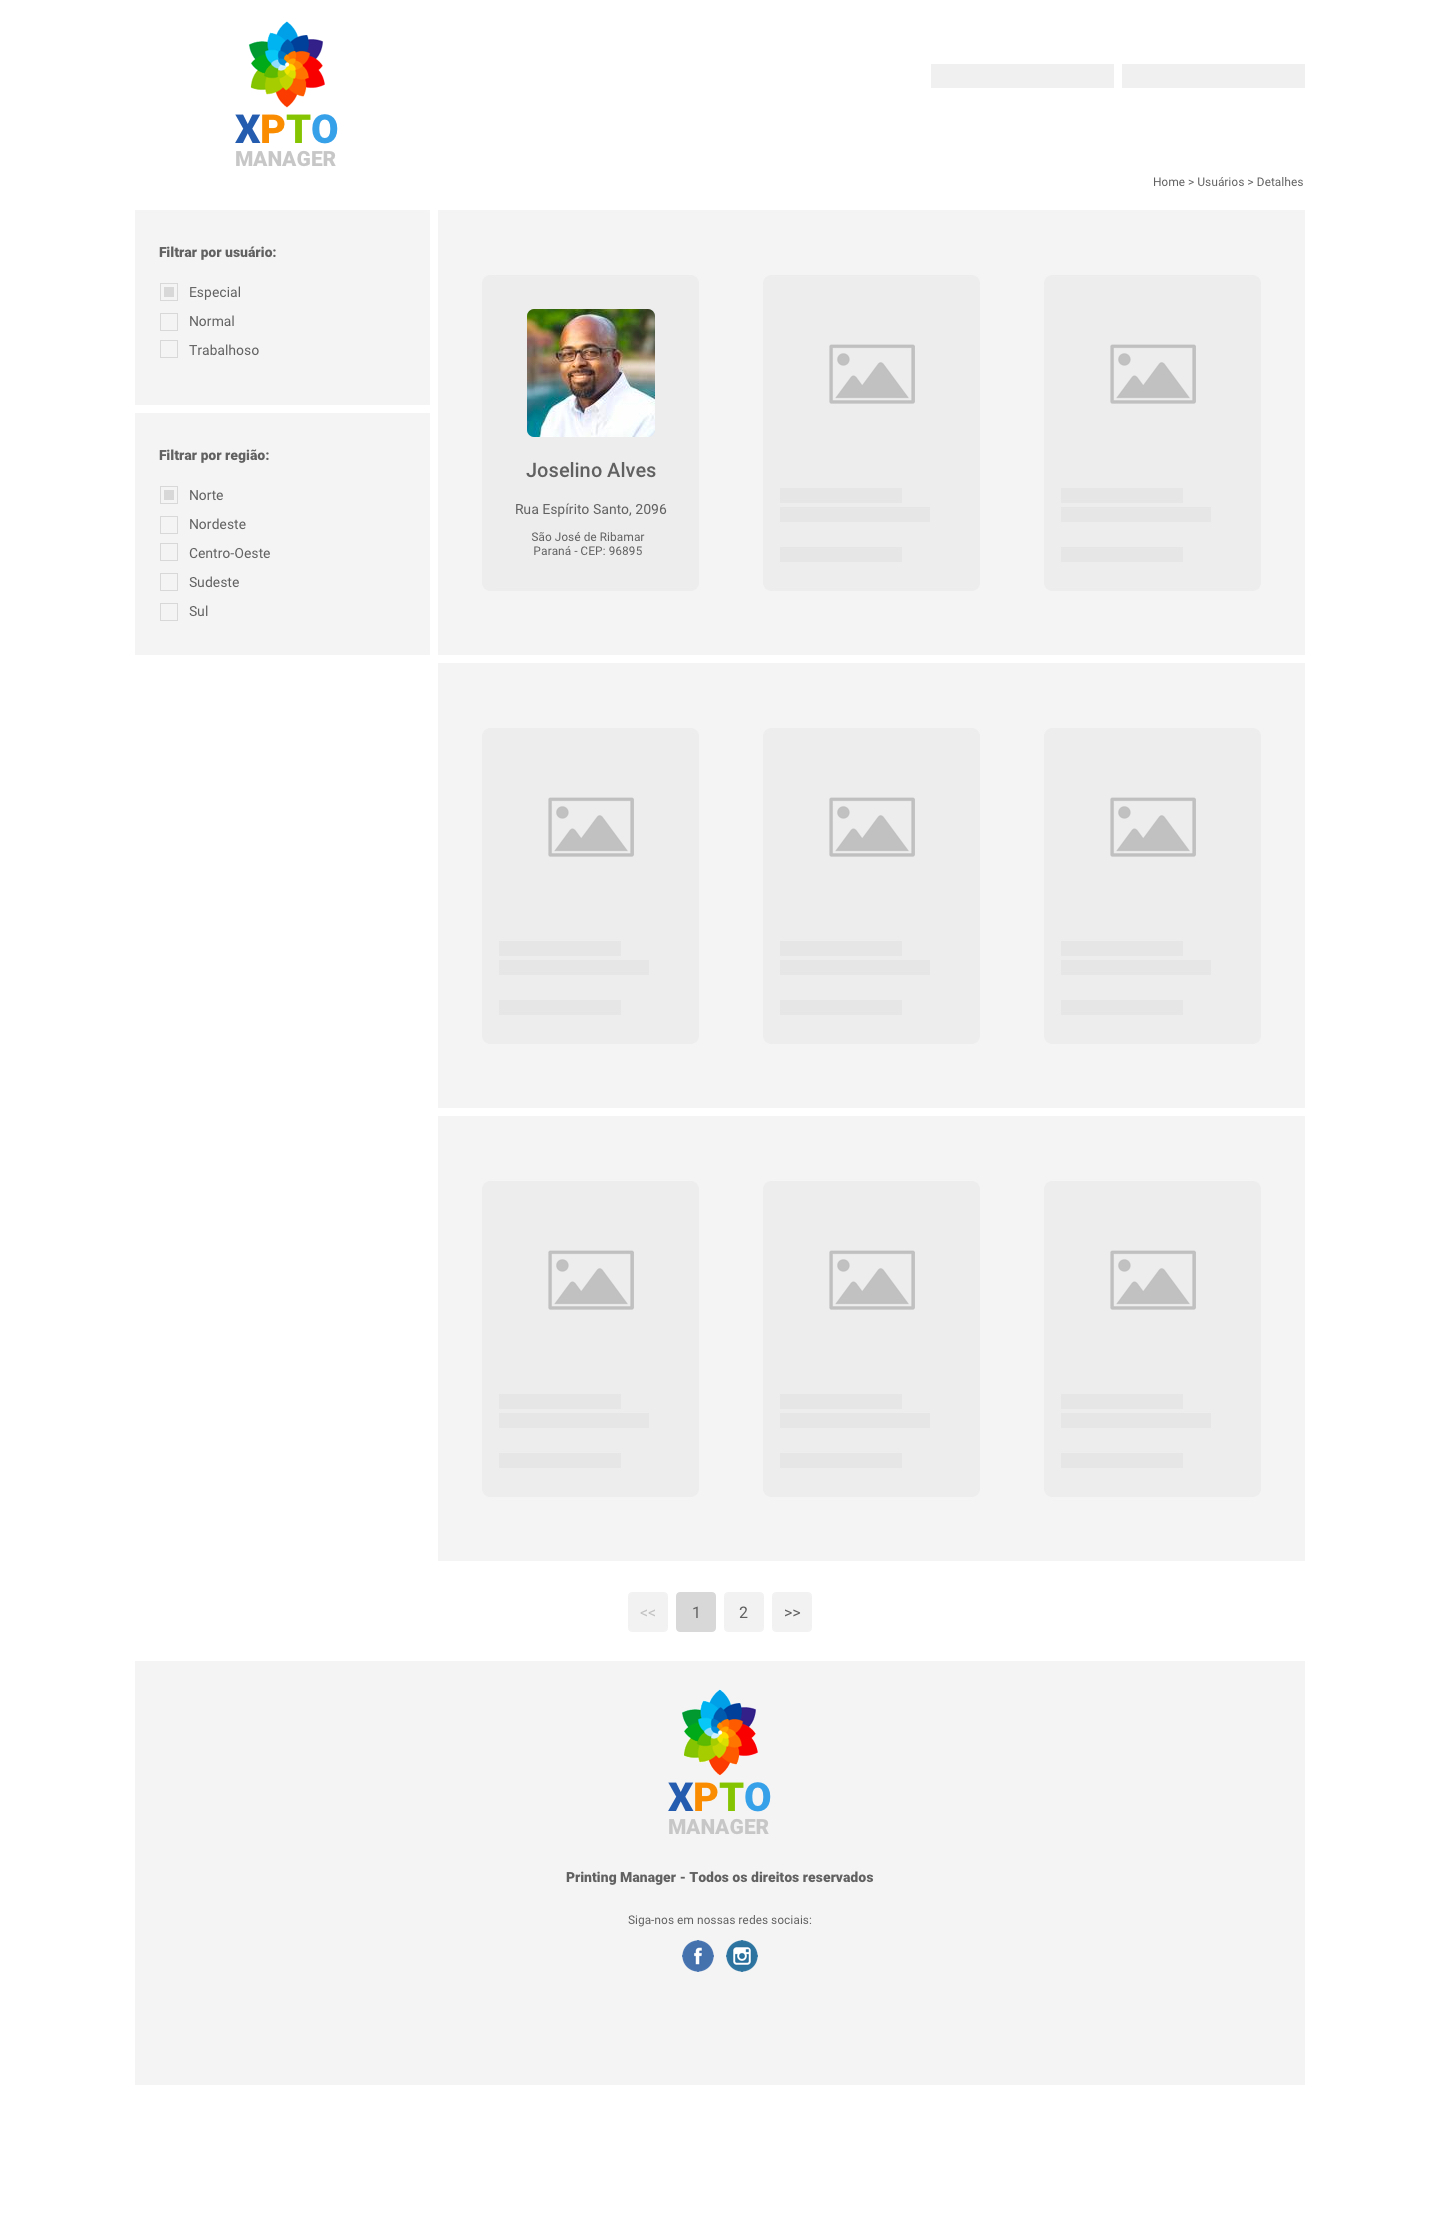 XPTO
MANAGER
Home > Usuários > Detalhes
Filtrar por usuário:
Especial
Normal
Trabalhoso
Filtrar por região:
Norte
Nordeste
Centro-Oeste
Sudeste
Sul
Joselino Alves
Rua Espírito Santo, 2096
São José de Ribamar
Paraná - CEP: 96895
<< 1 2 >>
XPTO
MANAGER
Printing Manager - Todos os direitos reservados
Siga-nos em nossas redes sociais: